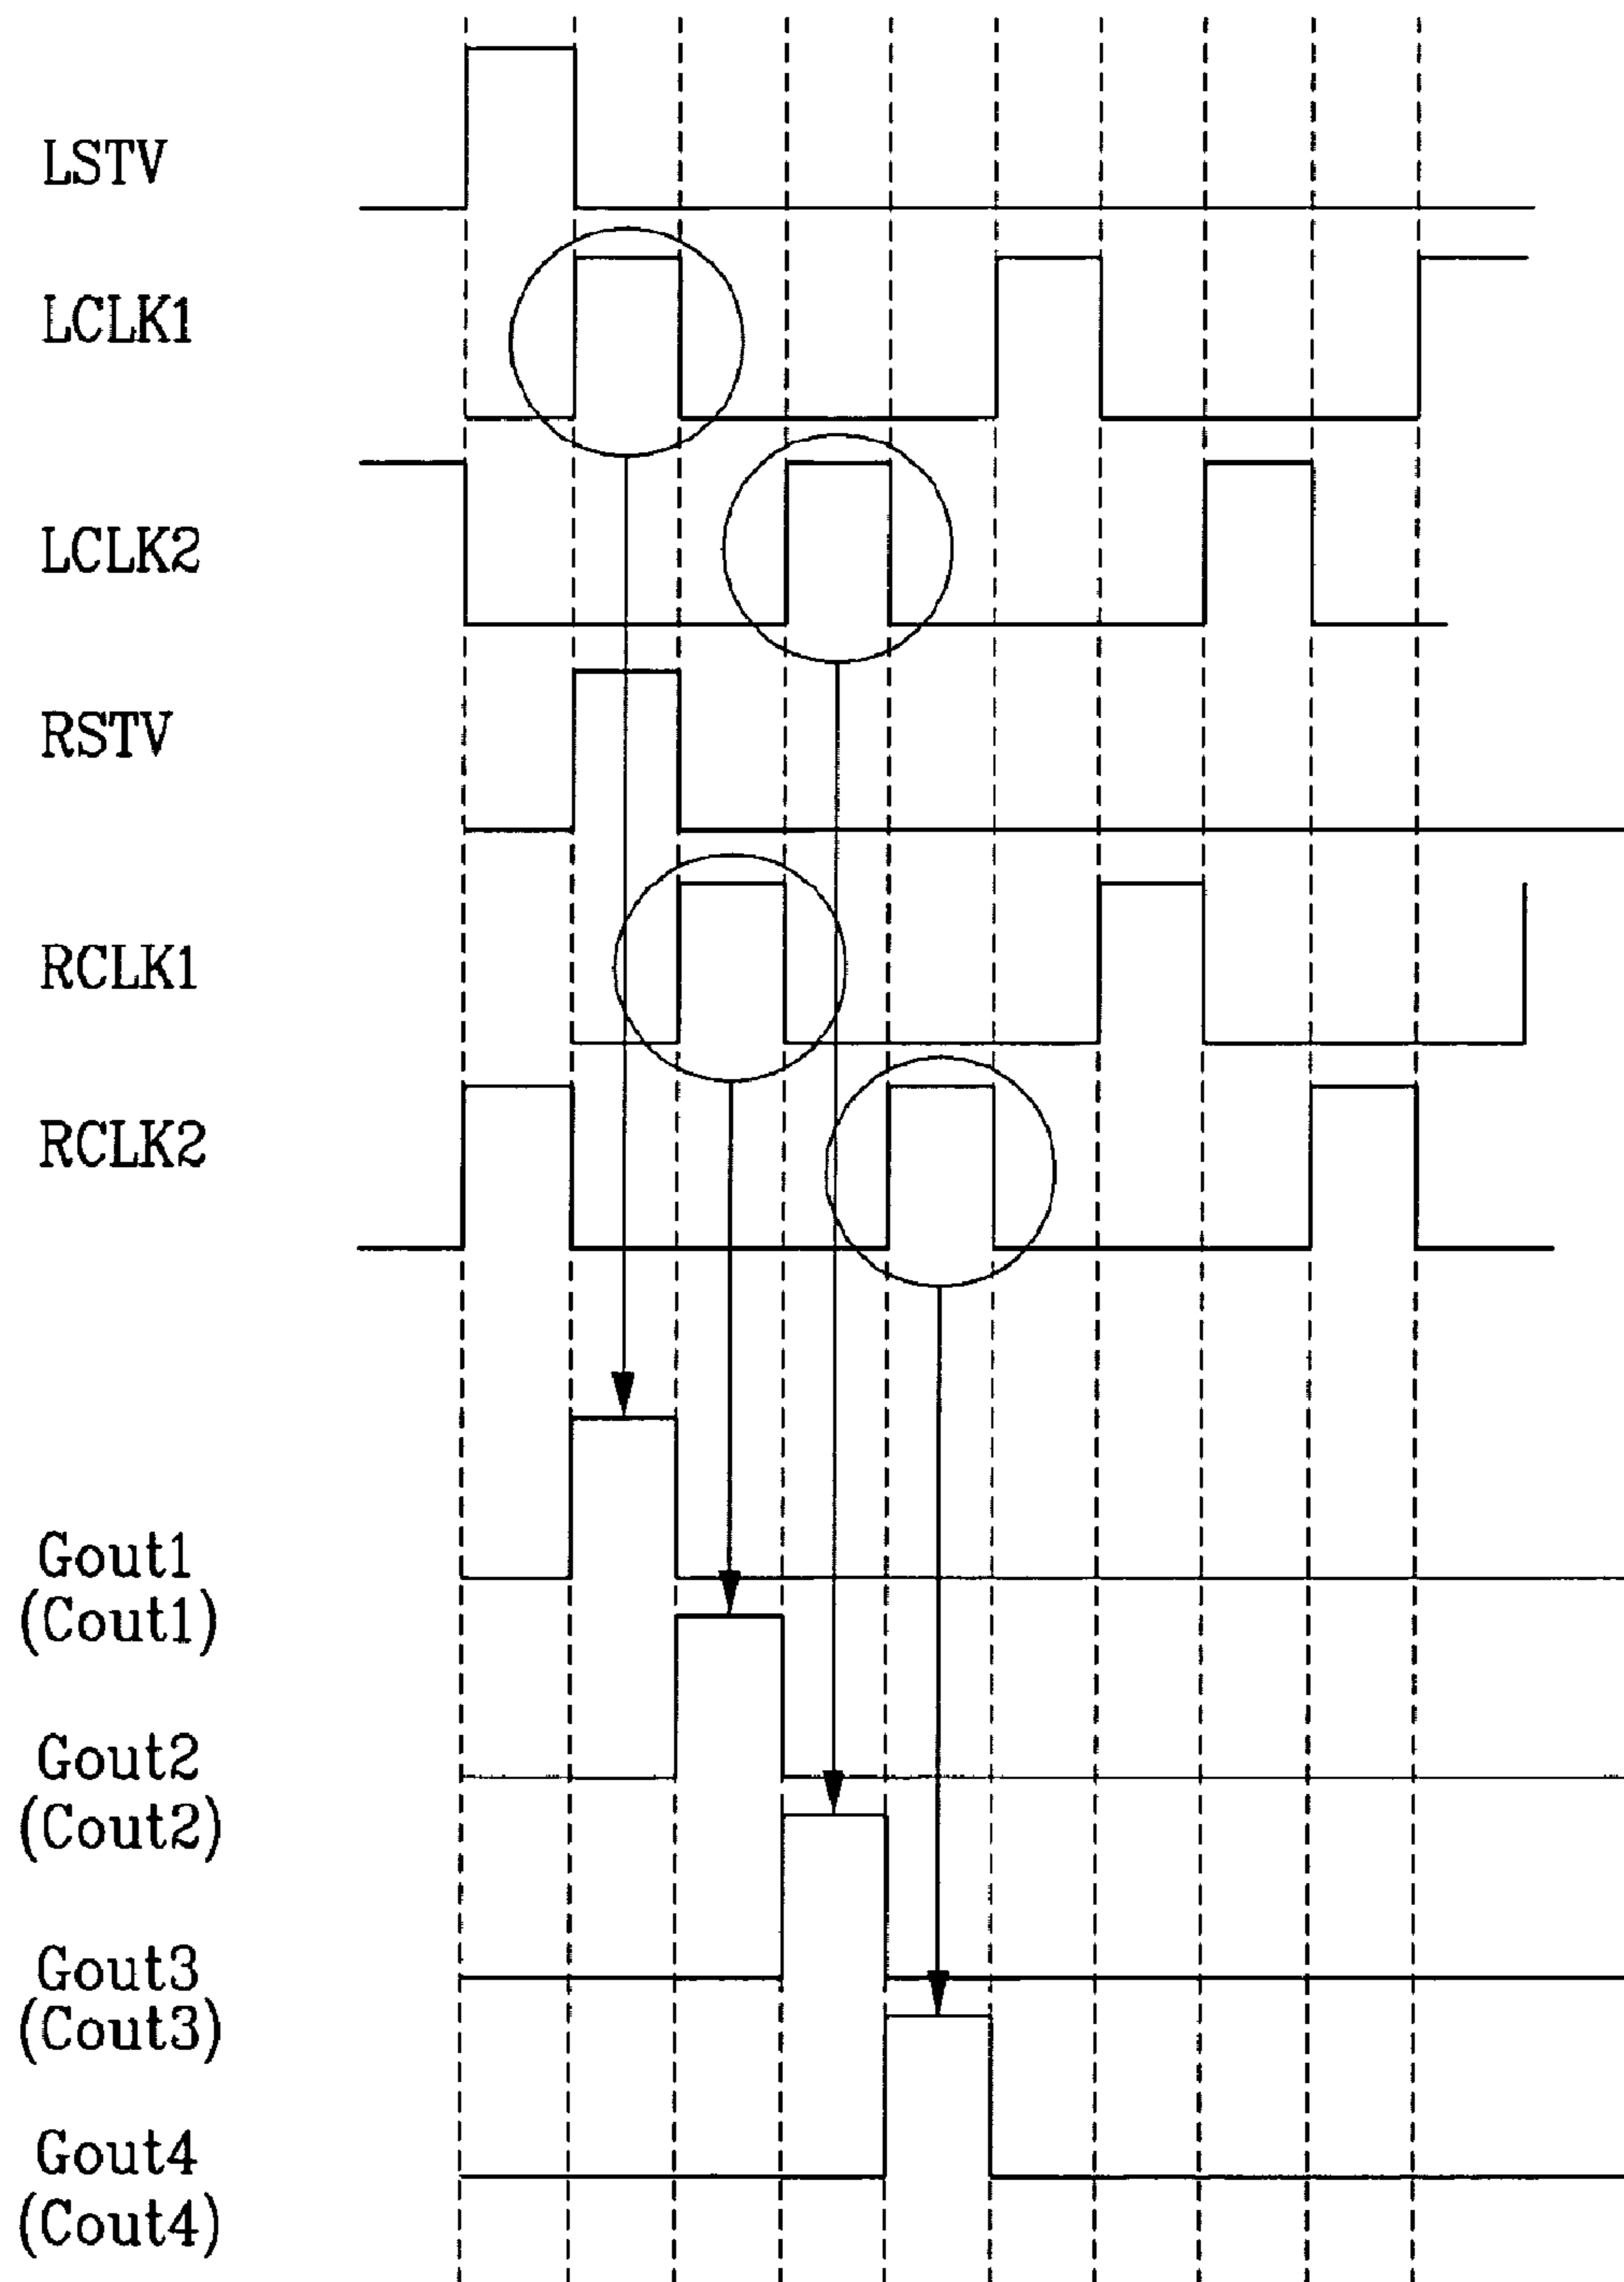 LSTV
LCLK1
LCLK2
RSTV
RCLK1
RCLK2
Gout1
(Cout1)
Gout2
(Cout2)
Gout3
(Cout3)
Gout4
(Cout4)